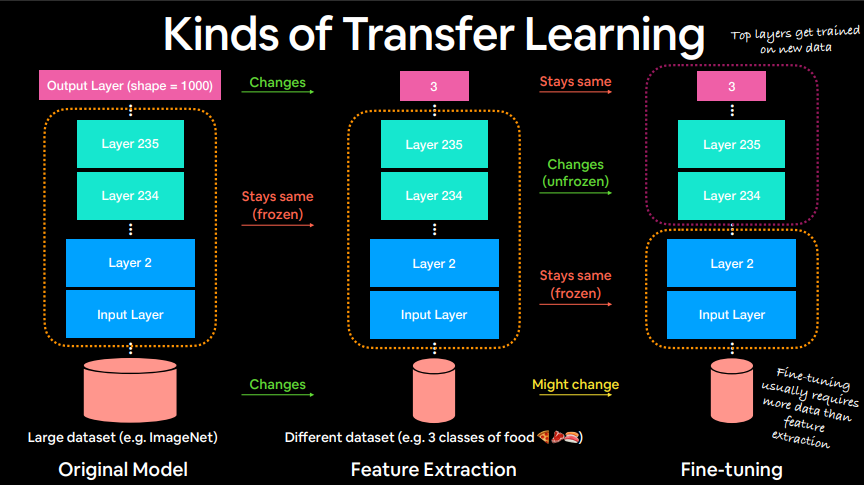 Kinds of Transfer Learning
Top layers get trained
on new data
Output Layer (shape = 1000)
Changes
3
Stays same
3
Layer 235
Layer 235
Layer 235
Changes
(unfrozen)
Layer 234
Stays same
(frozen)
Layer 234
Layer 234
Layer 2
Layer 2
Stays same
(frozen)
Layer 2
Input Layer
Input Layer
Input Layer
Changes
Might change
Fine-tuning
usually requires
more data than
feature
extraction
Large dataset (e.g. ImageNet)
Different dataset (e.g. 3 classes of food 🍕🥩🍣)
Original Model
Feature Extraction
Fine-tuning